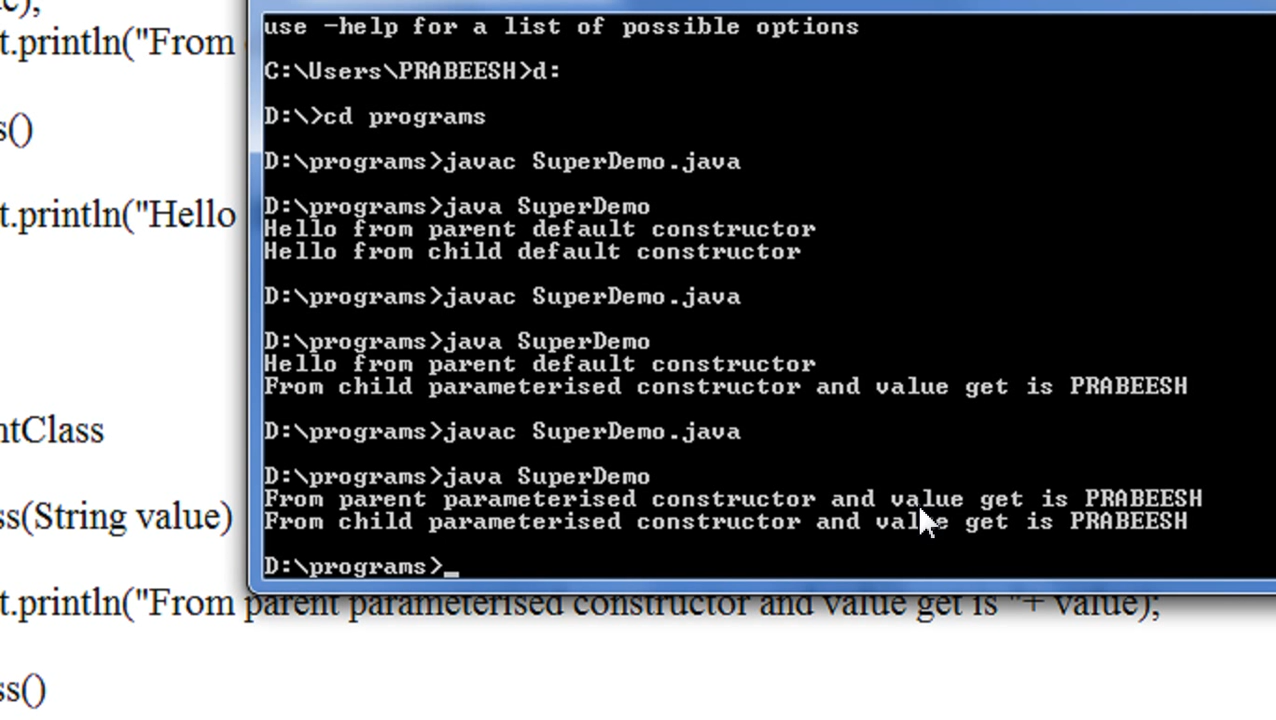 e);
t.println("From
s()
t.println("Hello
ntClass
ss(String value)
t.println("From parent parameterised constructor and value get is "+ value);
ss()
use -help for a list of possible options
C:\Users\PRABEESH>d:
D:\>cd programs
D:\programs>javac SuperDemo.java
D:\programs>java SuperDemo
Hello from parent default constructor
Hello from child default constructor
D:\programs>javac SuperDemo.java
D:\programs>java SuperDemo
Hello from parent default constructor
From child parameterised constructor and value get is PRABEESH
D:\programs>javac SuperDemo.java
D:\programs>java SuperDemo
From parent parameterised constructor and value get is PRABEESH
From child parameterised constructor and value get is PRABEESH
D:\programs>_